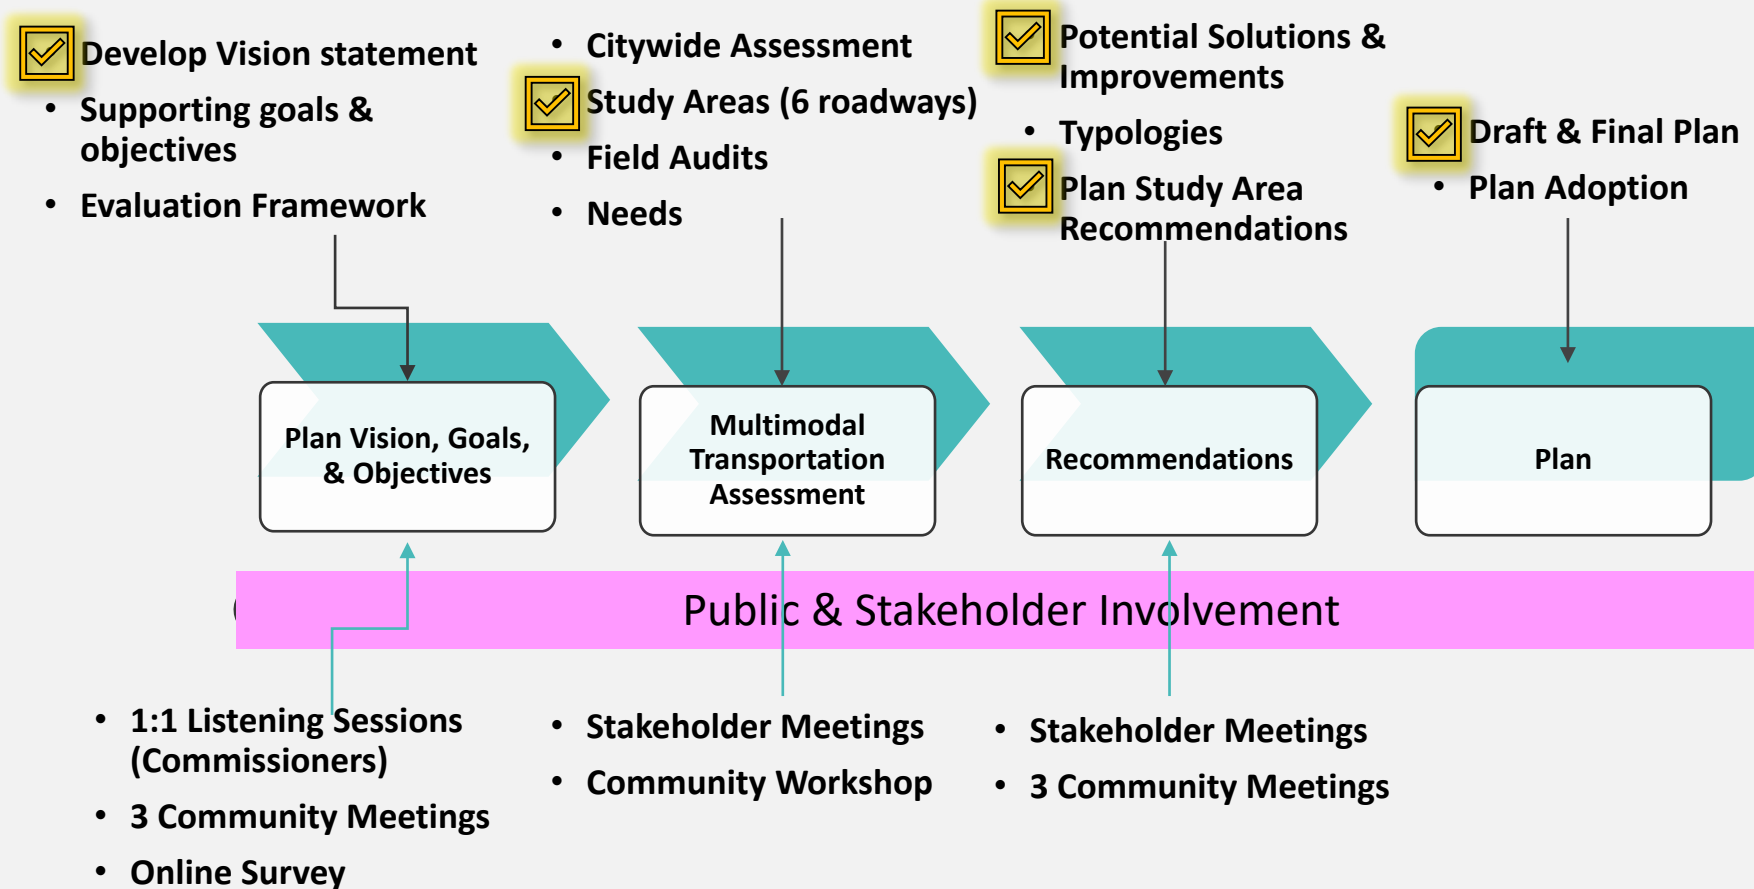 Develop Vision statement
• Supporting goals &
objectives
• Evaluation Framework
• Citywide Assessment
Study Areas (6 roadways)
• Field Audits
• Needs
Potential Solutions &
Improvements
• Typologies
Plan Study Area
Recommendations
Draft & Final Plan
• Plan Adoption
Plan Vision, Goals,
& Objectives
Multimodal
Transportation
Assessment
Recommendations
Plan
Public & Stakeholder Involvement
• 1:1 Listening Sessions
(Commissioners)
• 3 Community Meetings
• Online Survey
• Stakeholder Meetings
• Community Workshop
• Stakeholder Meetings
• 3 Community Meetings